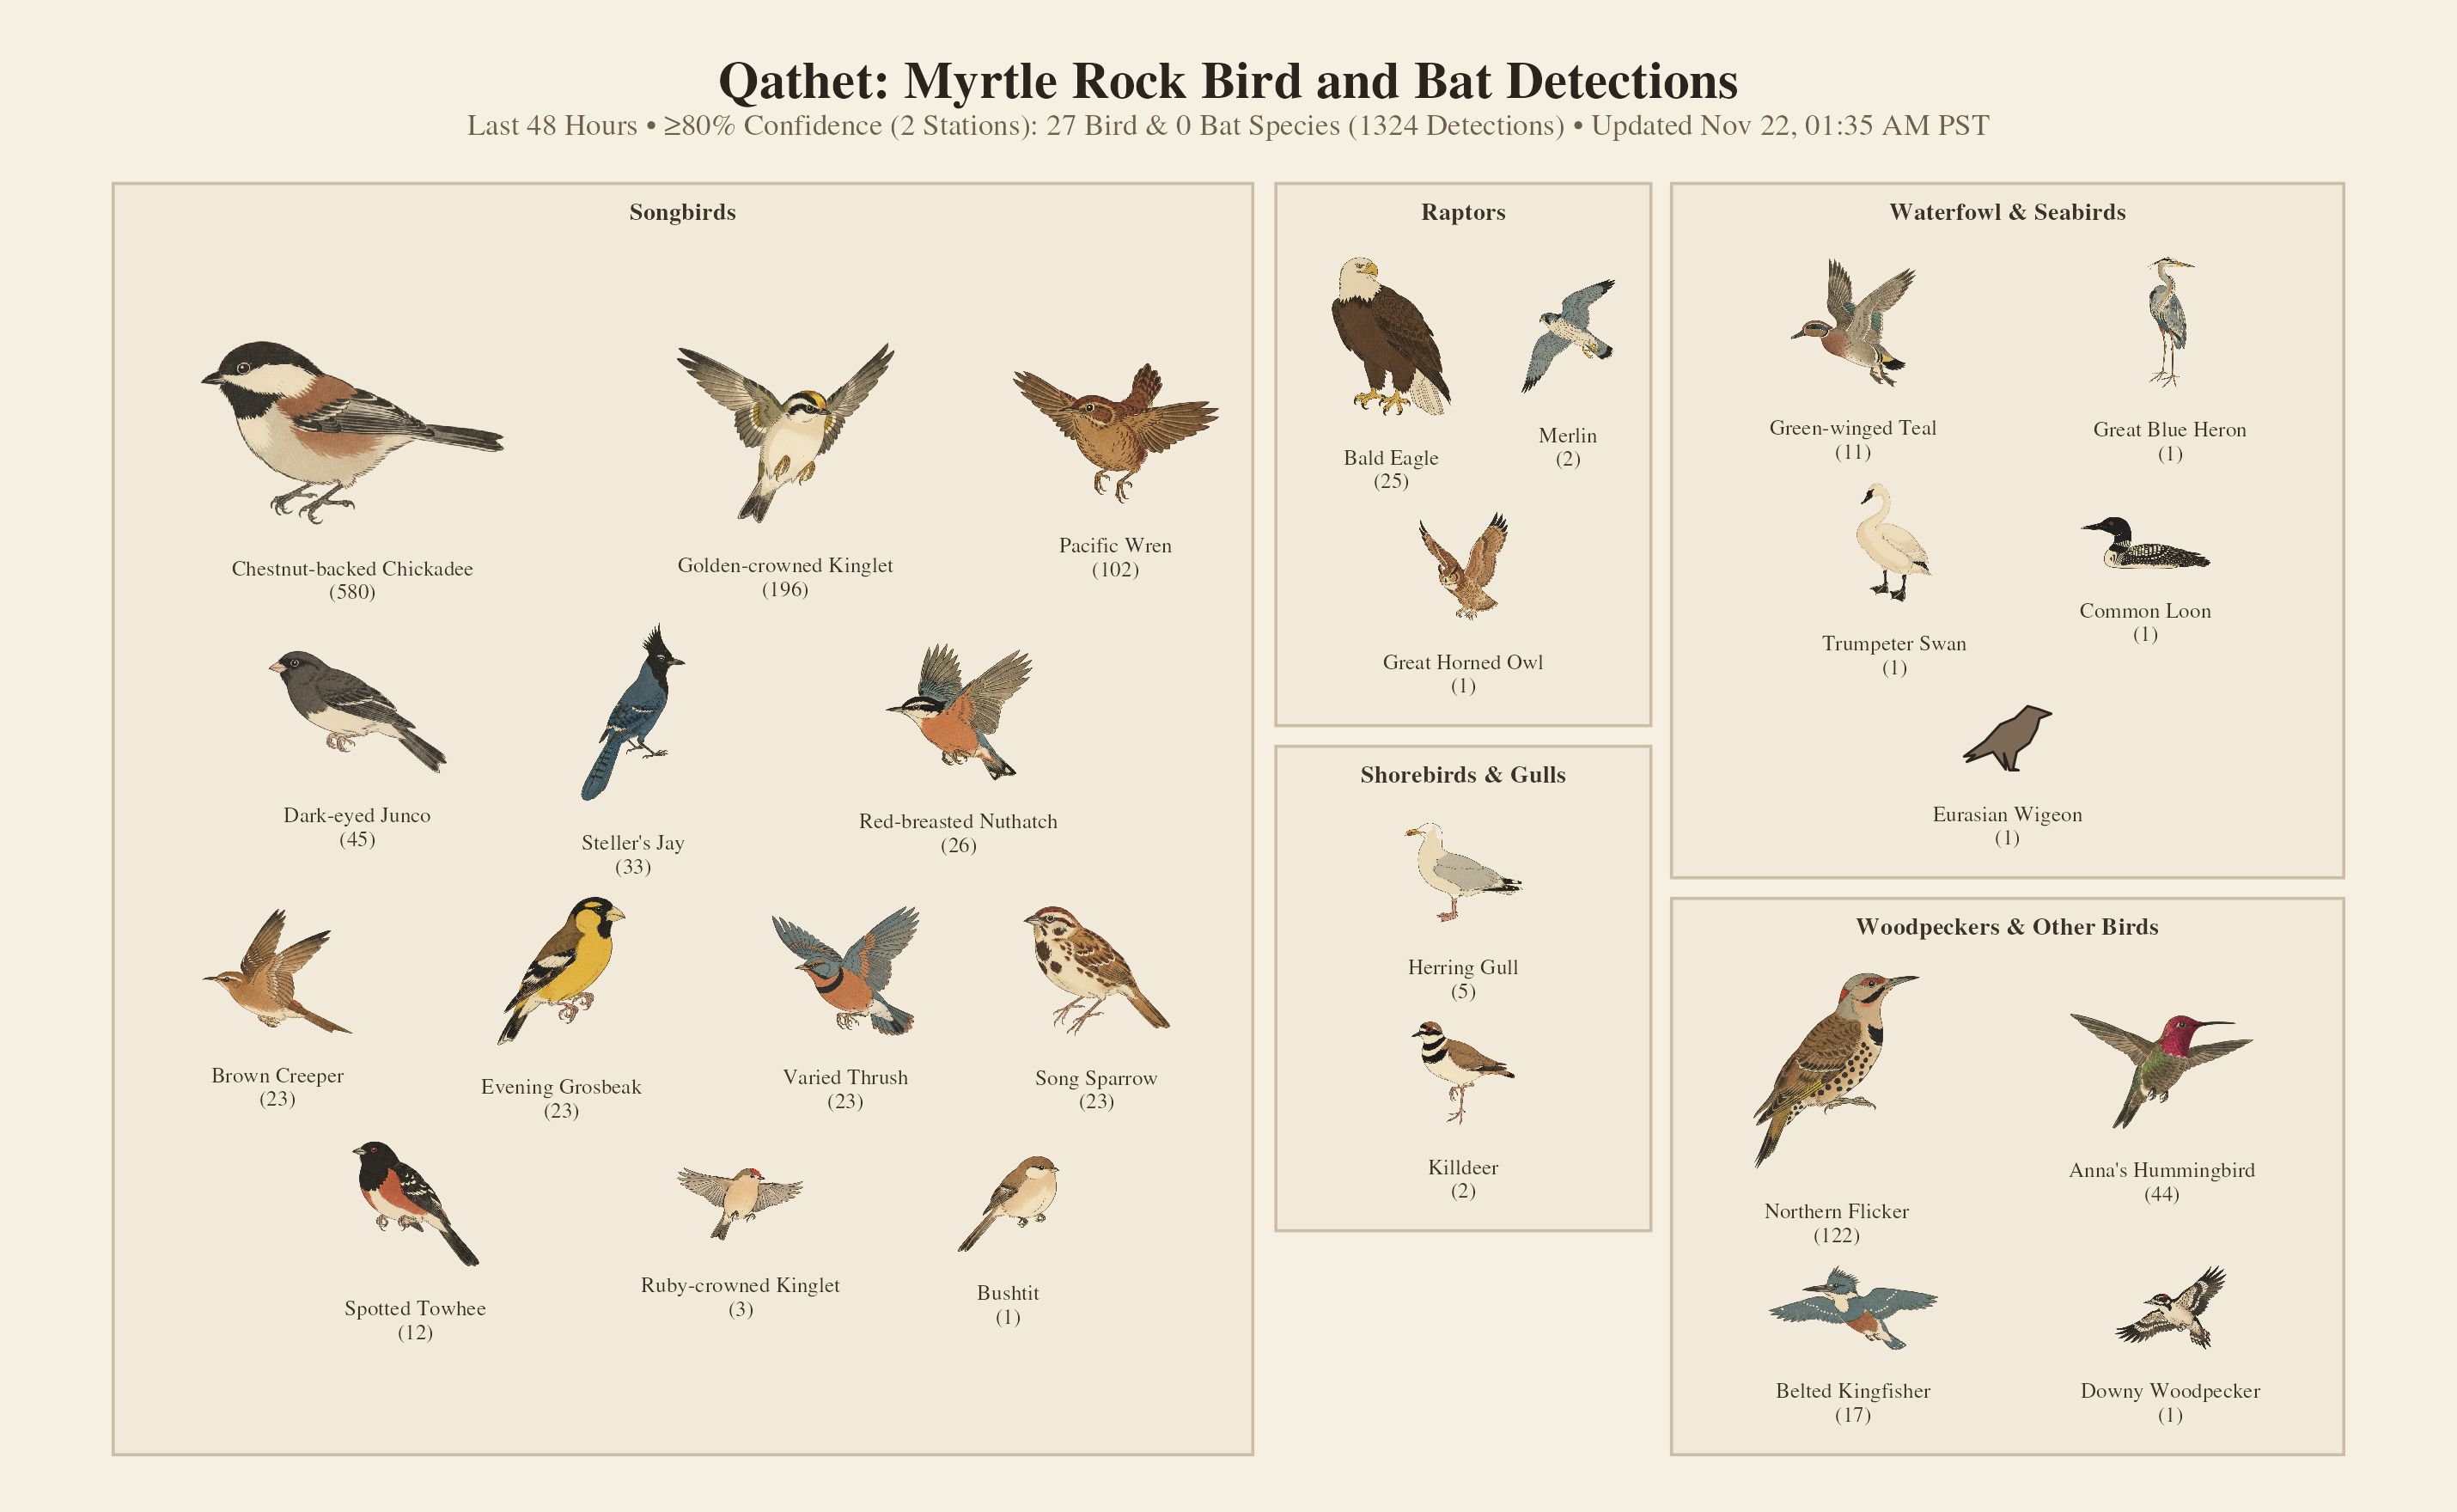 Qathet: Myrtle Rock Bird and Bat Detections
Last 48 Hours • ≥80% Confidence (2 Stations): 27 Bird & 0 Bat Species (1324 Detections) • Updated Nov 22, 01:35 AM PST
Songbirds
Chestnut-backed Chickadee
(580)
Golden-crowned Kinglet
(196)
Pacific Wren
(102)
Dark-eyed Junco
(45)
Steller's Jay
(33)
Red-breasted Nuthatch
(26)
Brown Creeper
(23)
Evening Grosbeak
(23)
Varied Thrush
(23)
Song Sparrow
(23)
Spotted Towhee
(12)
Ruby-crowned Kinglet
(3)
Bushtit
(1)
Raptors
Bald Eagle
(25)
Merlin
(2)
Great Horned Owl
(1)
Shorebirds & Gulls
Herring Gull
(5)
Killdeer
(2)
Waterfowl & Seabirds
Green-winged Teal
(11)
Great Blue Heron
(1)
Trumpeter Swan
(1)
Common Loon
(1)
Eurasian Wigeon
(1)
Woodpeckers & Other Birds
Northern Flicker
(122)
Anna's Hummingbird
(44)
Belted Kingfisher
(17)
Downy Woodpecker
(1)